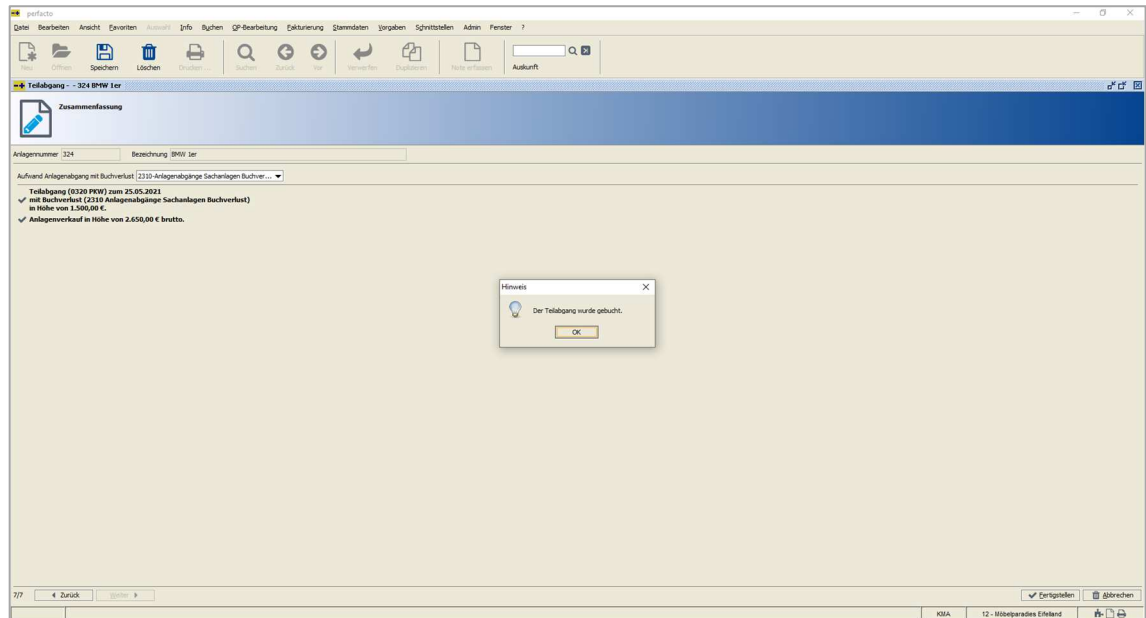 perfacto
Datei Bearbeiten Ansicht Favoriten Auswahl Info Buchen OP-Bearbeitung Fakturierung Stammdaten Vorgaben Schnittstellen Admin Fenster ?
Neu Öffnen Speichern Löschen Drucken ... Suchen Zurück Vor Verwerfen Duplizieren Note erfassen Auskunft
Teilabgang - - 324 BMW 1er
Zusammenfassung
Anlagennummer 324 Bezeichnung BMW 1er
Aufwand Anlagenabgang mit Buchverlust 2310-Anlagenabgänge Sachanlagen Buchver...
Teilabgang (0320 PKW) zum 25.05.2021
mit Buchverlust (2310 Anlagenabgänge Sachanlagen Buchverlust)
in Höhe von 1.500,00 €.
Anlagenverkauf in Höhe von 2.650,00 € brutto.
Hinweis
Der Teilabgang wurde gebucht.
OK
7/7 Zurück Weiter Fertigstellen Abbrechen
KMA 12 - Möbelparadies Eifelland